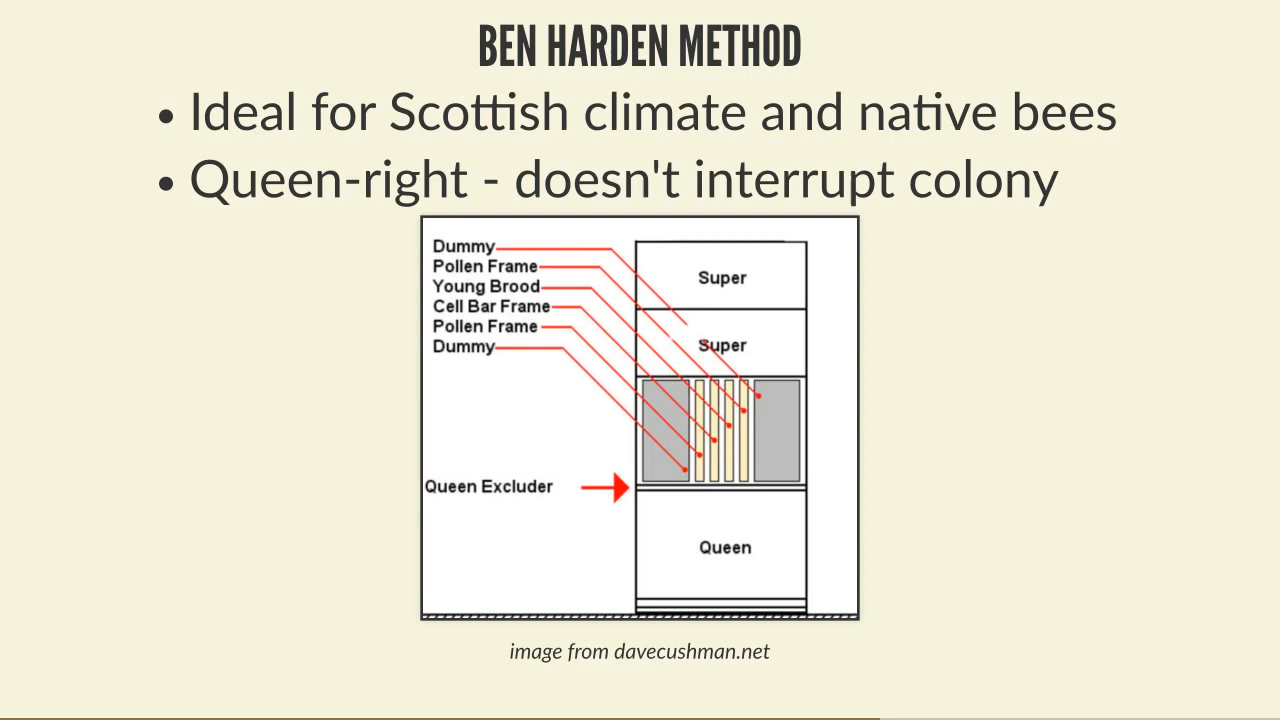 BEN HARDEN METHOD
• Ideal for Scottish climate and native bees
• Queen-right - doesn't interrupt colony
Dummy
Pollen Frame
Young Brood
Cell Bar Frame
Pollen Frame
Dummy
Super
Super
Queen Excluder
Queen
image from davecushman.net